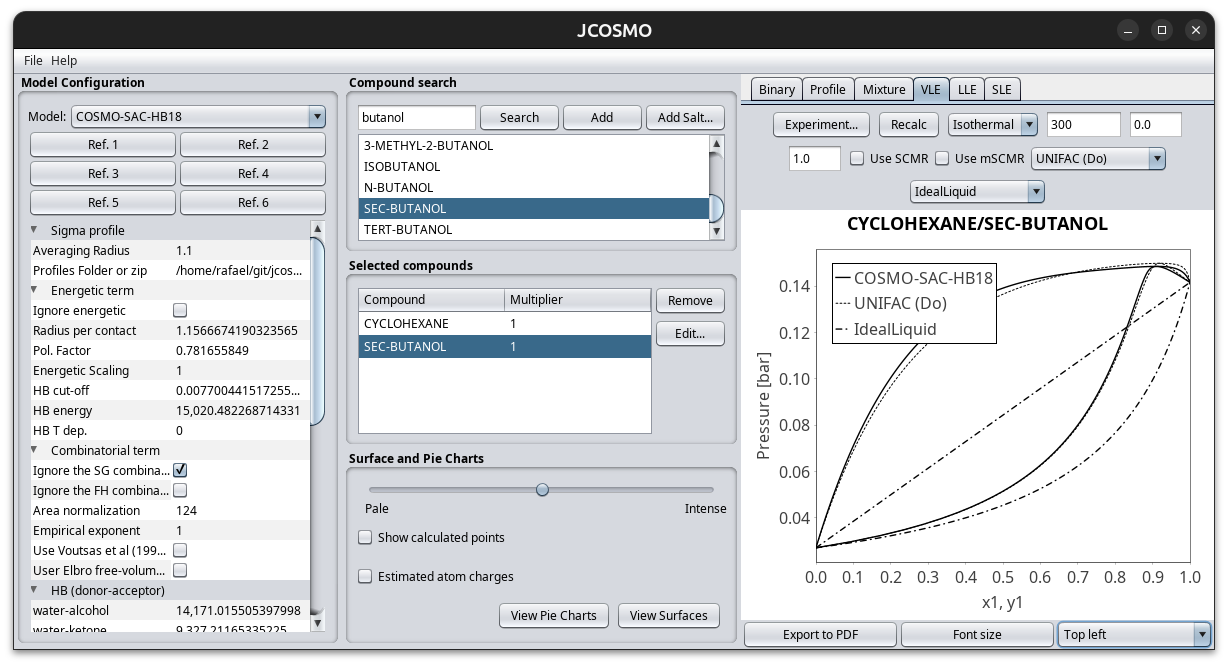 JCOSMO
File Help
Model Configuration
Model: COSMO-SAC-HB18
Ref. 1 Ref. 2
Ref. 3 Ref. 4
Ref. 5 Ref. 6
Sigma profile
Averaging Radius 1.1
Profiles Folder or zip /home/rafael/git/jcos...
Energetic term
Ignore energetic
Radius per contact 1.1566674190323565
Pol. Factor 0.781655849
Energetic Scaling 1
HB cut-off 0.007700441517255...
HB energy 15,020.482268714331
HB T dep. 0
Combinatorial term
Ignore the SG combina...
Ignore the FH combina...
Area normalization 124
Empirical exponent 1
Use Voutsas et al (199...
User Elbro free-volum...
HB (donor-acceptor)
water-alcohol 14,171.015505397998
water-ketone 9,327.21165335225
Compound search
butanol Search Add Add Salt...
3-METHYL-2-BUTANOL
ISOBUTANOL
N-BUTANOL
SEC-BUTANOL
TERT-BUTANOL
Selected compounds
Compound Multiplier
CYCLOHEXANE 1
SEC-BUTANOL 1
Remove
Edit...
Surface and Pie Charts
Pale Intense
Show calculated points
Estimated atom charges
View Pie Charts View Surfaces
Binary Profile Mixture VLE LLE SLE
Experiment... Recalc Isothermal 300 0.0
1.0 Use SCMR Use mSCMR UNIFAC (Do)
IdealLiquid
CYCLOHEXANE/SEC-BUTANOL
COSMO-SAC-HB18
UNIFAC (Do)
IdealLiquid
Pressure [bar]
0.14
0.12
0.10
0.08
0.06
0.04
0.0 0.1 0.2 0.3 0.4 0.5 0.6 0.7 0.8 0.9 1.0
x1, y1
Export to PDF Font size Top left